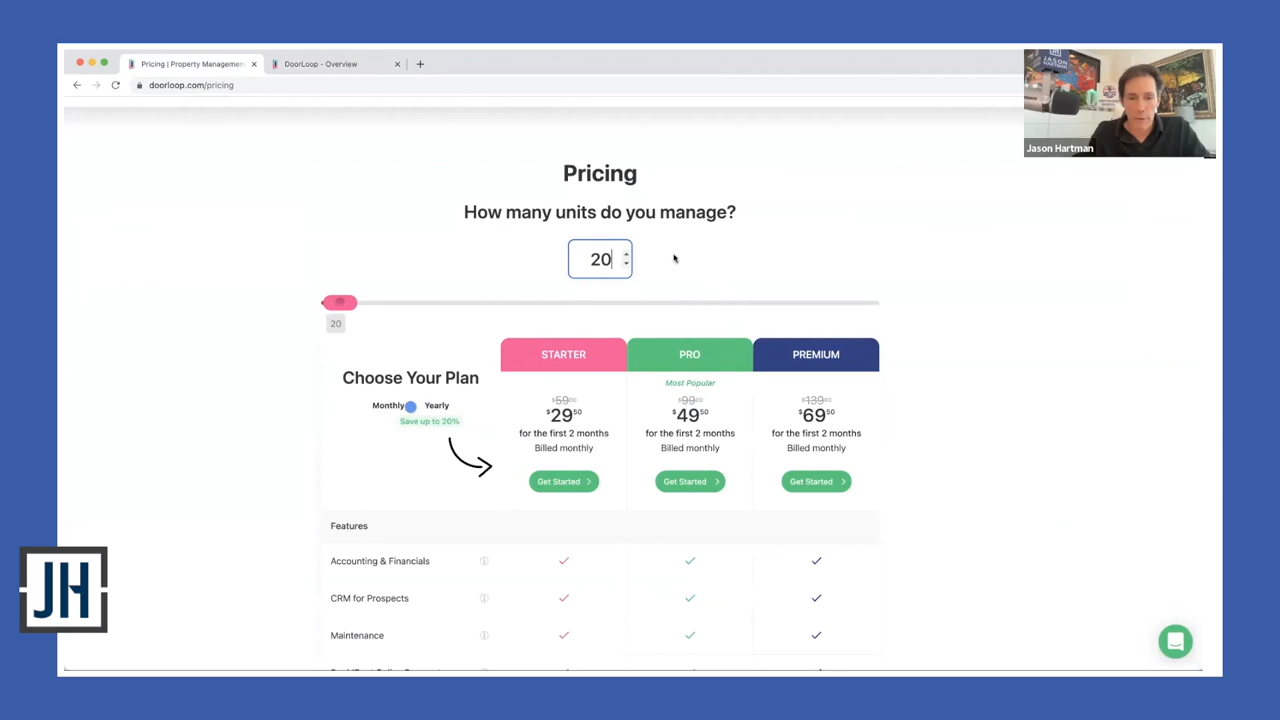 Pricing | Property Managemen
DoorLoop - Overview
doorloop.com/pricing
JASON
HARTMAN
Jason Hartman
Pricing
How many units do you manage?
20
20
STARTER PRO PREMIUM
Choose Your Plan
Most Popular
Monthly Yearly
Save up to 20%
$59 $99 $139
$29.50 $49.50 $69.50
for the first 2 months for the first 2 months for the first 2 months
Billed monthly Billed monthly Billed monthly
Get Started Get Started Get Started
Features
Accounting & Financials
CRM for Prospects
Maintenance
JH